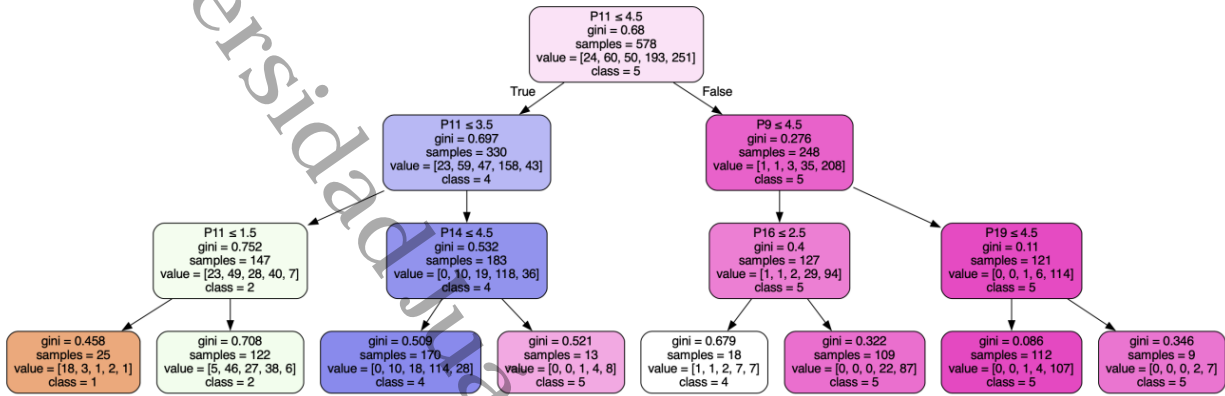 P11 ≤ 4.5
gini = 0.68
samples = 578
value = [24, 60, 50, 193, 251]
class = 5
True
False
P11 ≤ 3.5
gini = 0.697
samples = 330
value = [23, 59, 47, 158, 43]
class = 4
P9 ≤ 4.5
gini = 0.276
samples = 248
value = [1, 1, 3, 35, 208]
class = 5
P11 ≤ 1.5
gini = 0.752
samples = 147
value = [23, 49, 28, 40, 7]
class = 2
P14 ≤ 4.5
gini = 0.532
samples = 183
value = [0, 10, 19, 118, 36]
class = 4
P16 ≤ 2.5
gini = 0.4
samples = 127
value = [1, 1, 2, 29, 94]
class = 5
P19 ≤ 4.5
gini = 0.11
samples = 121
value = [0, 0, 1, 6, 114]
class = 5
gini = 0.458
samples = 25
value = [18, 3, 1, 2, 1]
class = 1
gini = 0.708
samples = 122
value = [5, 46, 27, 38, 6]
class = 2
gini = 0.509
samples = 170
value = [0, 10, 18, 114, 28]
class = 4
gini = 0.521
samples = 13
value = [0, 0, 1, 4, 8]
class = 5
gini = 0.679
samples = 18
value = [1, 1, 2, 7, 7]
class = 4
gini = 0.322
samples = 109
value = [0, 0, 0, 22, 87]
class = 5
gini = 0.086
samples = 112
value = [0, 0, 1, 4, 107]
class = 5
gini = 0.346
samples = 9
value = [0, 0, 0, 2, 7]
class = 5
ersidad Jua